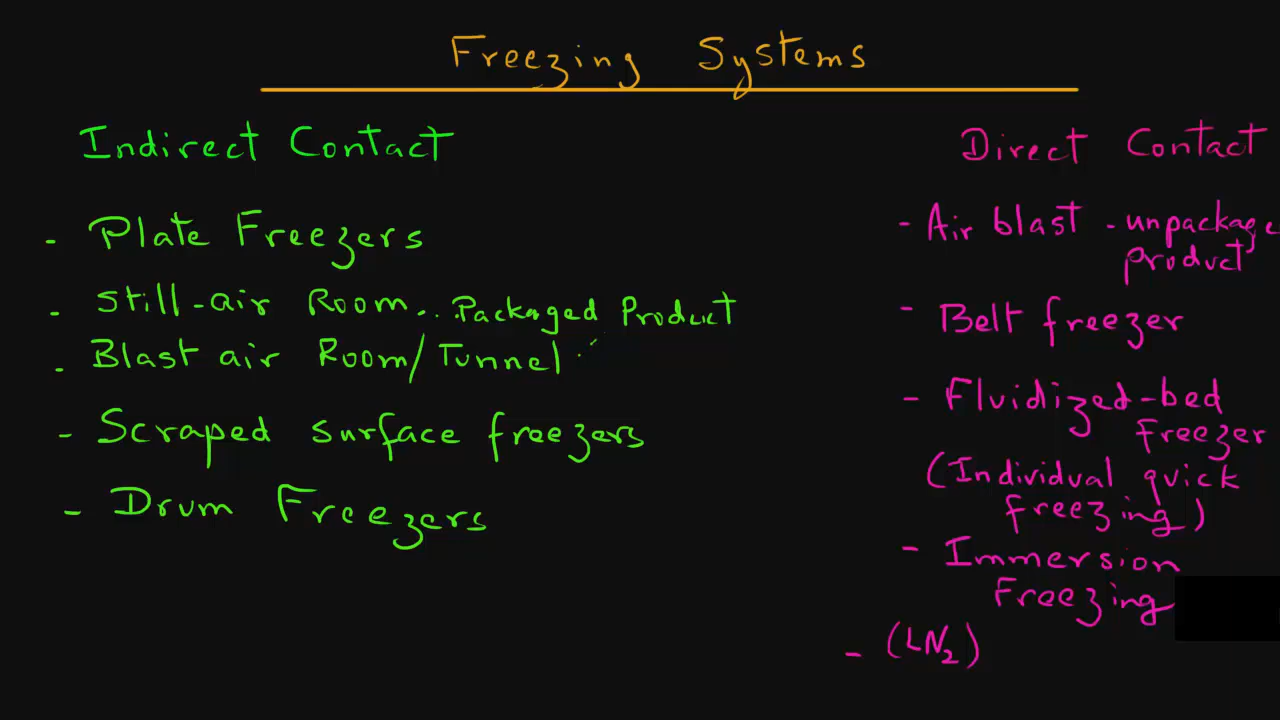 Freezing Systems
Indirect Contact
- Plate Freezers
- Still-air Room... Packaged Product
- Blast air Room/Tunnel
- Scraped surface freezers
- Drum Freezers
Direct Contact
- Air blast - unpackage
product
- Belt freezer
- Fluidized-bed
Freezer
(Individual quick
freezing)
- Immersion
Freezing
- (LN2)